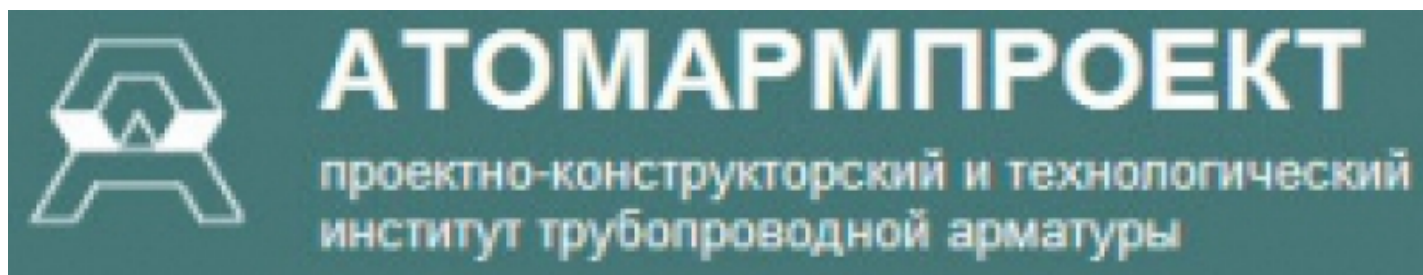 АТОМАРМПРОЕКТ
проектно-конструкторский и технологический
институт трубопроводной арматуры